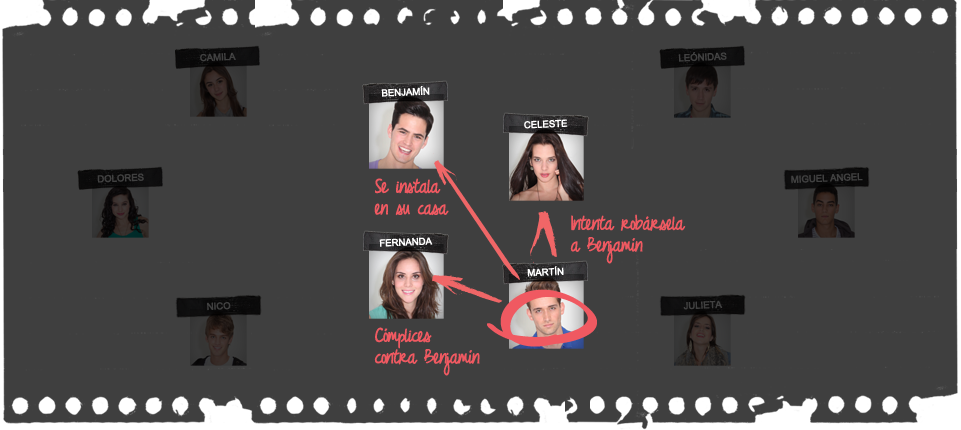 CAMILA
LEÓNIDAS
BENJAMÍN
CELESTE
DOLORES
MIGUEL ANGEL
Se instala
en su casa
Intenta robársela
a Benjamin
FERNANDA
MARTÍN
NICO
JULIETA
Cómplices
contra Benjamin